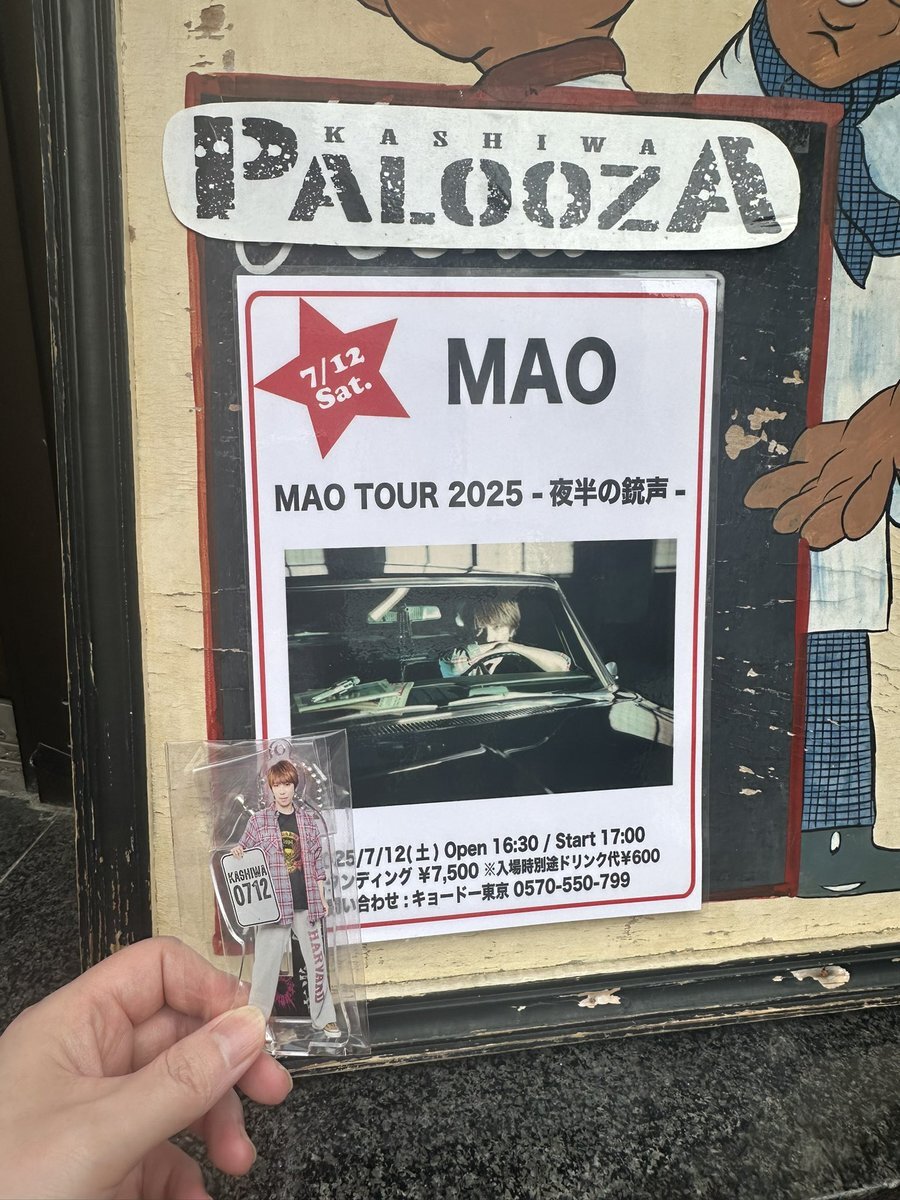 KASHIWA
PALOOZA
7/12
Sat.
MAO
MAO TOUR 2025 - 夜半の銃声 -
25/7/12(土) Open 16:30 / Start 17:00
ンディング ¥7,500 ※入場時別途ドリンク代¥600
問い合わせ : キョードー東京 0570-550-799
KASHIWA
0712
HARVARD